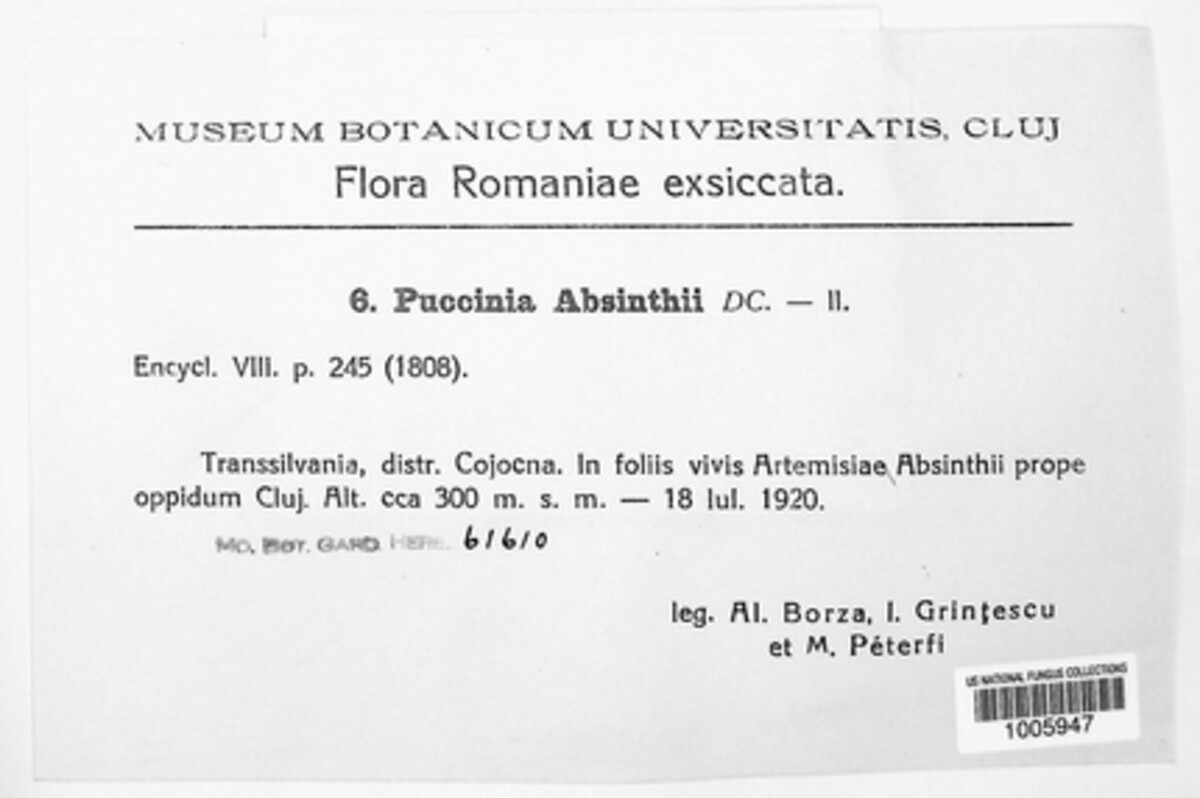 MUSEUM BOTANICUM UNIVERSITATIS, CLUJ
Flora Romaniae exsiccata.
6. Puccinia Absinthii DC. — II.
Encycl. VIII. p. 245 (1808).
Transsilvania, distr. Cojocna. In foliis vivis Artemisiae Absinthii prope
oppidum Cluj. Alt. cca 300 m. s. m. — 18 Iul. 1920.
MO. BOT. GARD. HERB. 61610
leg. Al. Borza, I. Grințescu
et M. Péterfi
US NATIONAL FUNGUS COLLECTIONS
1005947